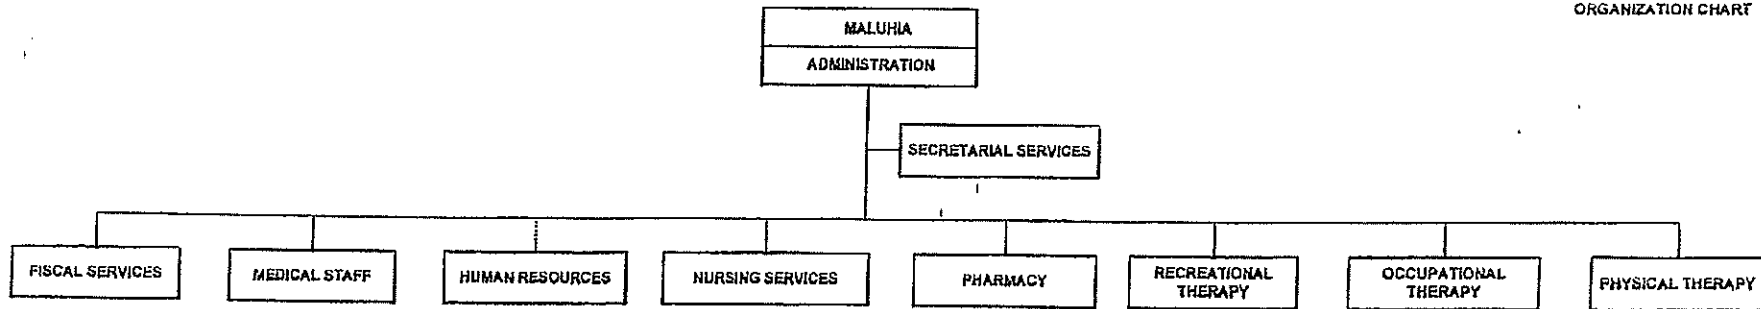 ORGANIZATION CHART
MALUHIA
ADMINISTRATION
SECRETARIAL SERVICES
FISCAL SERVICES
MEDICAL STAFF
HUMAN RESOURCES
NURSING SERVICES
PHARMACY
RECREATIONAL
THERAPY
OCCUPATIONAL
THERAPY
PHYSICAL THERAPY